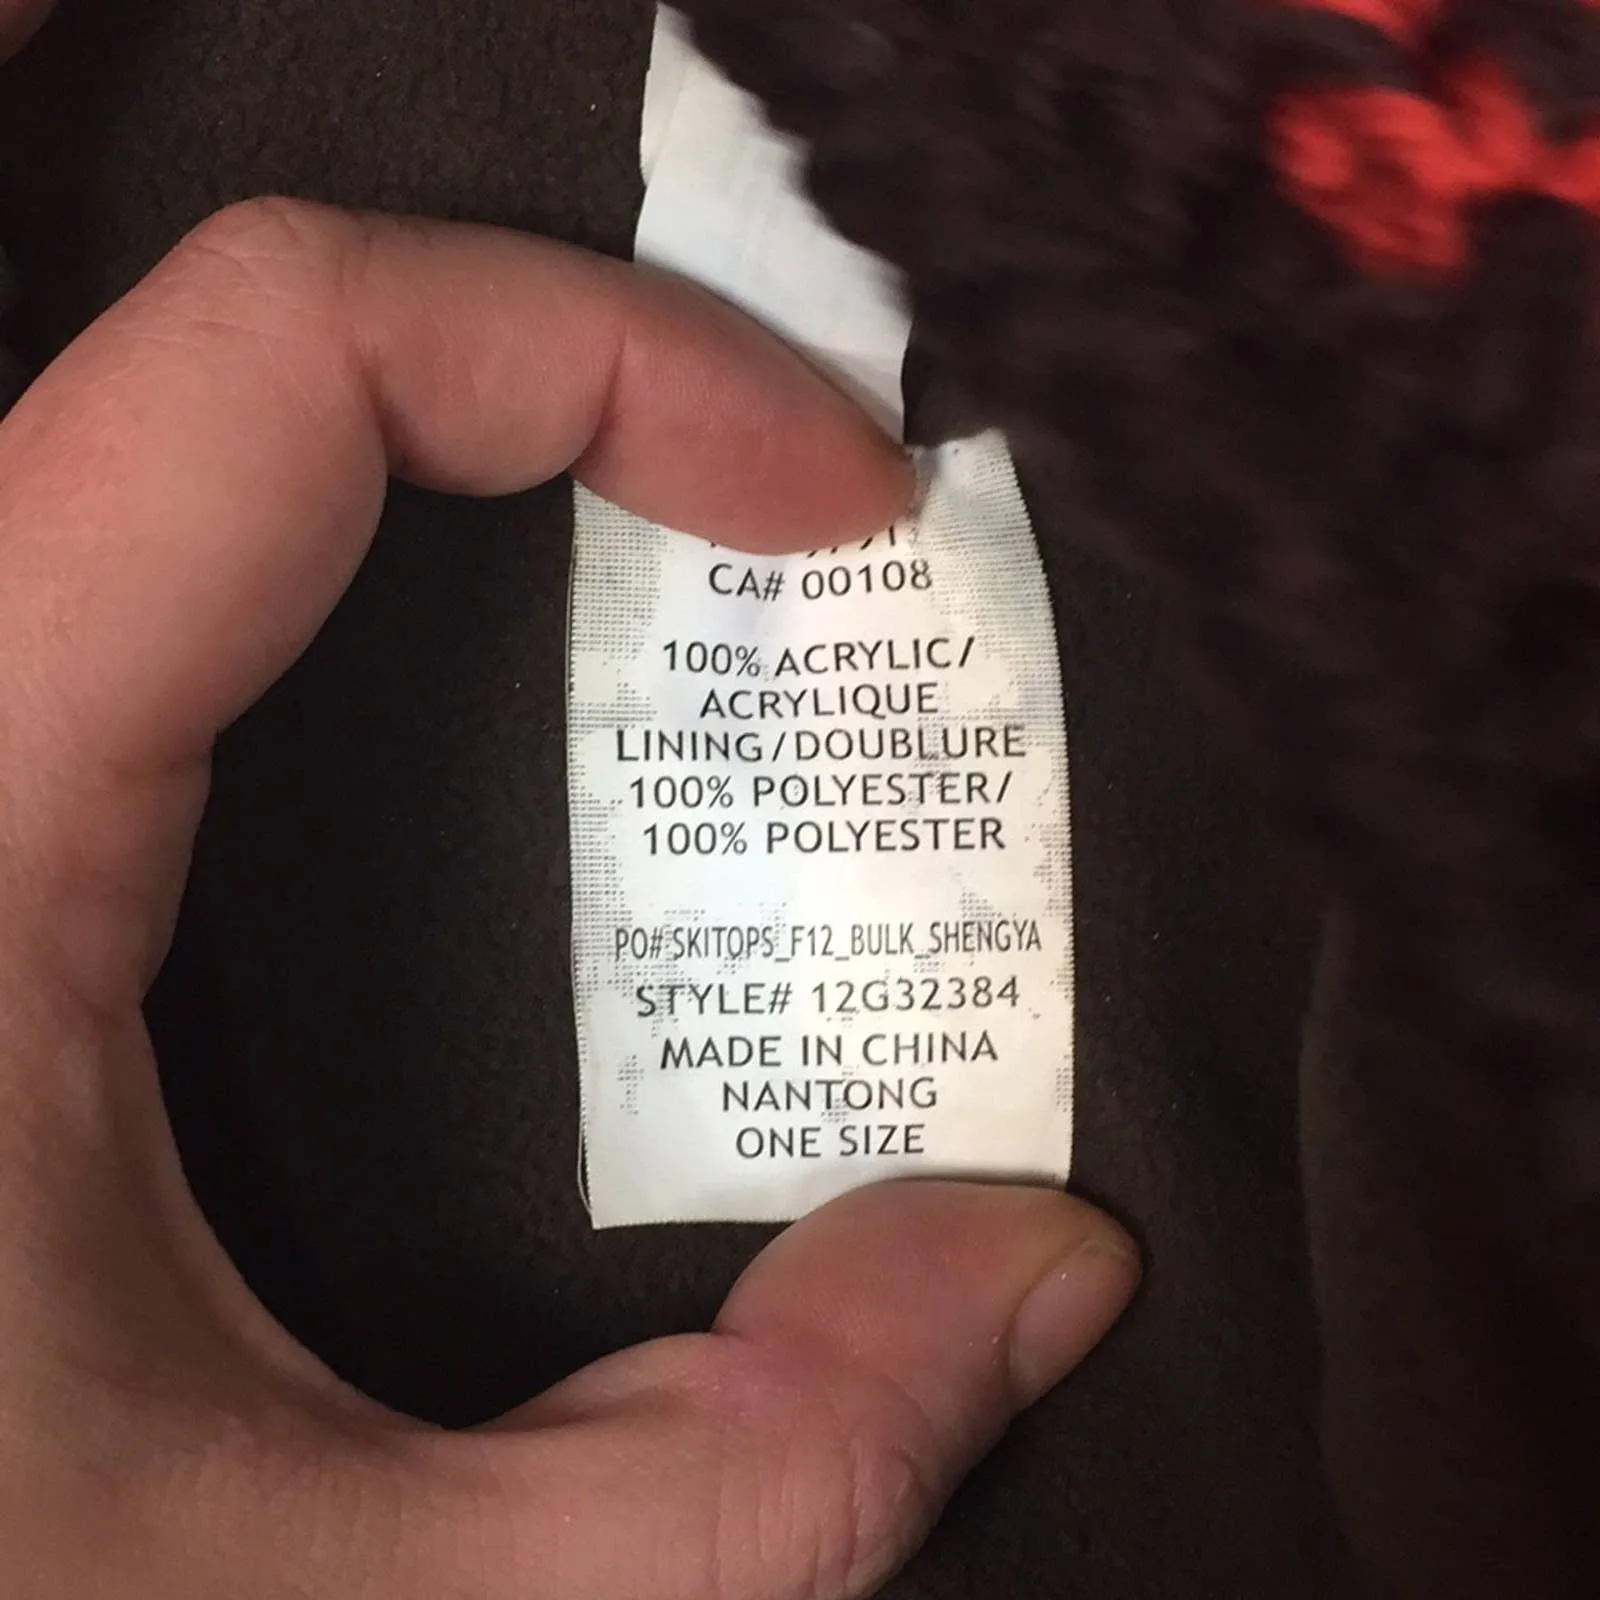 CA# 00108
100% ACRYLIC/
ACRYLIQUE
LINING/DOUBLURE
100% POLYESTER/
100% POLYESTER
PO# SKITOPS_F12_BULK_SHENGYA
STYLE# 12G32384
MADE IN CHINA
NANTONG
ONE SIZE